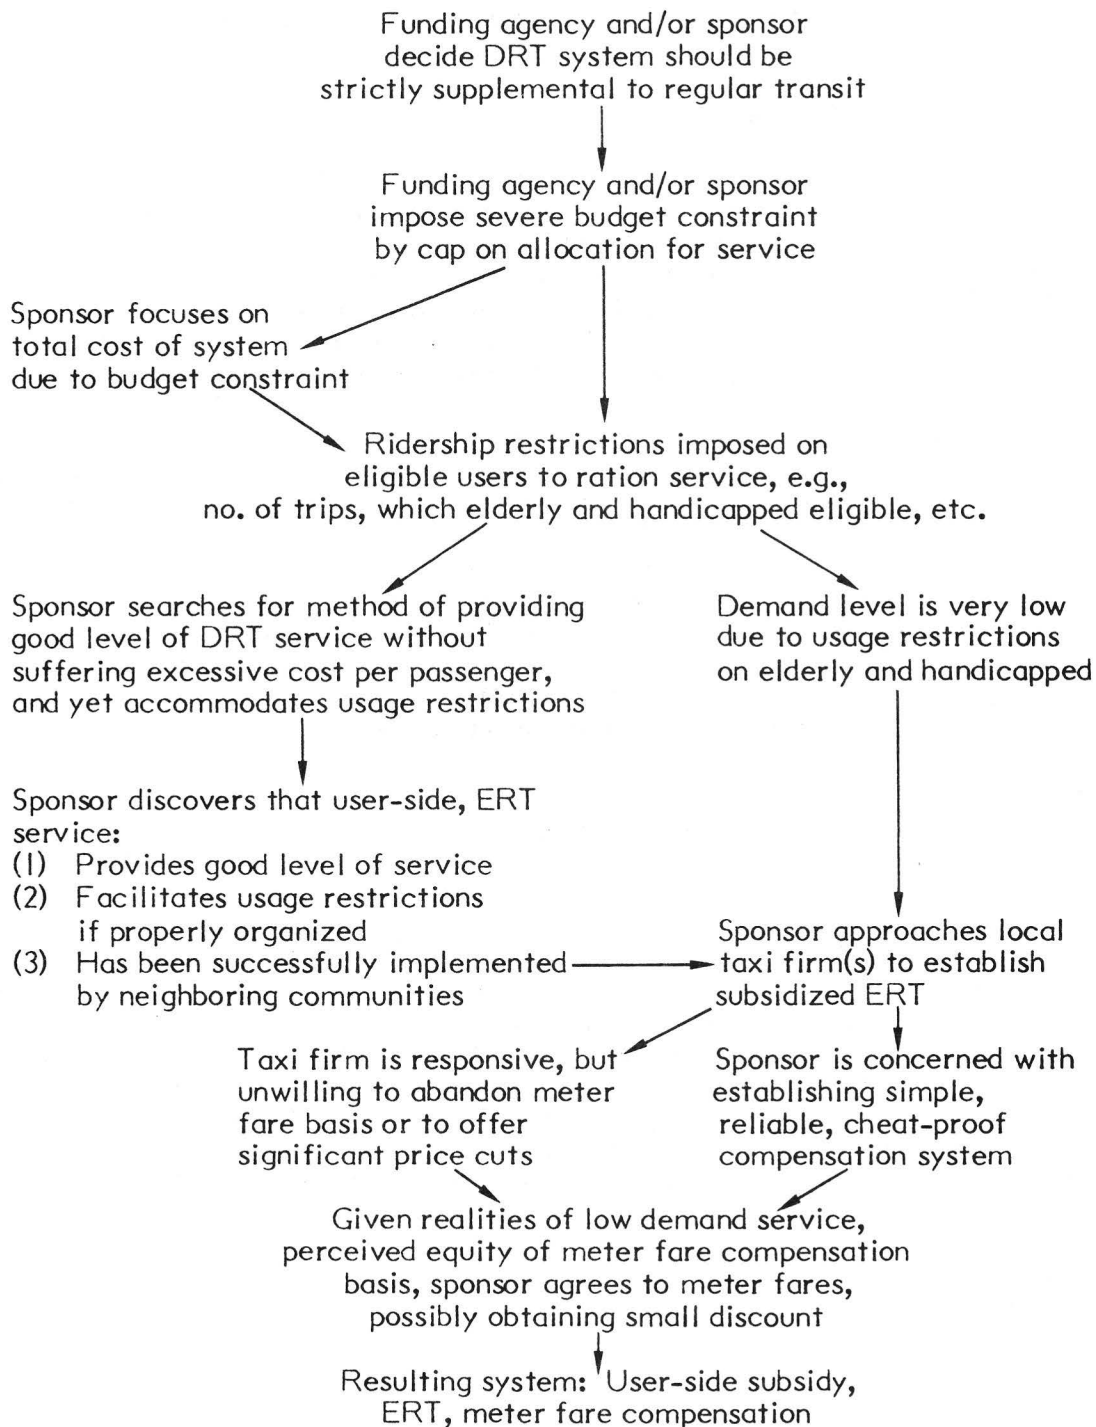 Funding agency and/or sponsor
decide DRT system should be
strictly supplemental to regular transit
Funding agency and/or sponsor
impose severe budget constraint
by cap on allocation for service
Sponsor focuses on
total cost of system
due to budget constraint
Ridership restrictions imposed on
eligible users to ration service, e.g.,
no. of trips, which elderly and handicapped eligible, etc.
Sponsor searches for method of providing
good level of DRT service without
suffering excessive cost per passenger,
and yet accommodates usage restrictions
Demand level is very low
due to usage restrictions
on elderly and handicapped
Sponsor discovers that user-side, ERT
service:
(1) Provides good level of service
(2) Facilitates usage restrictions
if properly organized
(3) Has been successfully implemented
by neighboring communities
Sponsor approaches local
taxi firm(s) to establish
subsidized ERT
Taxi firm is responsive, but
unwilling to abandon meter
fare basis or to offer
significant price cuts
Sponsor is concerned with
establishing simple,
reliable, cheat-proof
compensation system
Given realities of low demand service,
perceived equity of meter fare compensation
basis, sponsor agrees to meter fares,
possibly obtaining small discount
Resulting system: User-side subsidy,
ERT, meter fare compensation